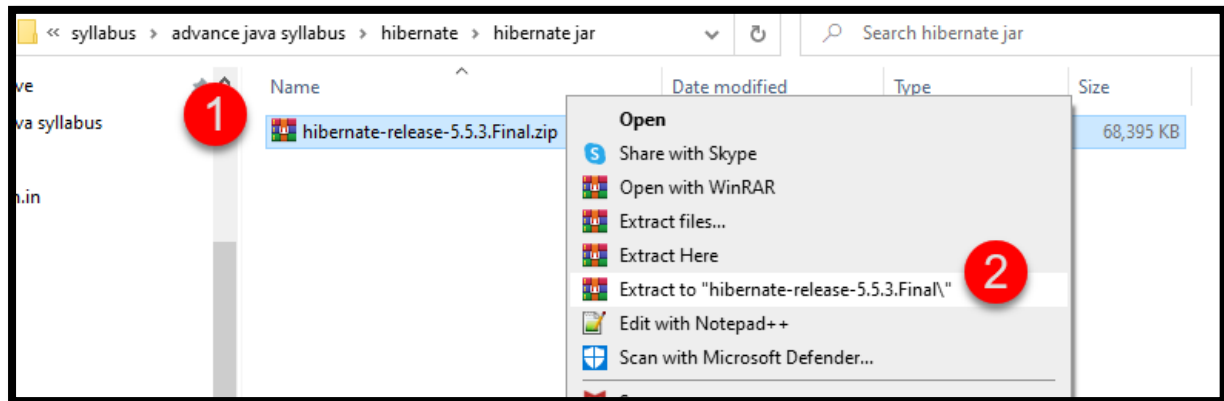 « syllabus › advance java syllabus › hibernate › hibernate jar Search hibernate jar
ve
Name Date modified Type Size
va syllabus
1
hibernate-release-5.5.3.Final.zip 68,395 KB
n.in
Open
Share with Skype
Open with WinRAR
Extract files...
Extract Here
Extract to "hibernate-release-5.5.3.Final\"
2
Edit with Notepad++
Scan with Microsoft Defender...